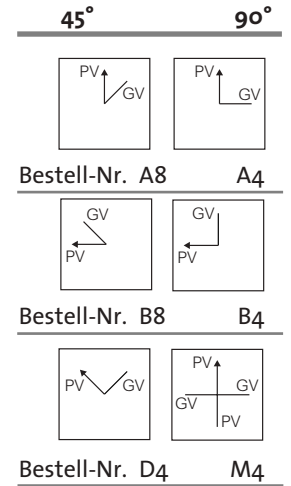 45° 90°
PV GV PV GV
Bestell-Nr. A8 A4
GV PV GV PV
Bestell-Nr. B8 B4
PV GV PV GV GV PV
Bestell-Nr. D4 M4